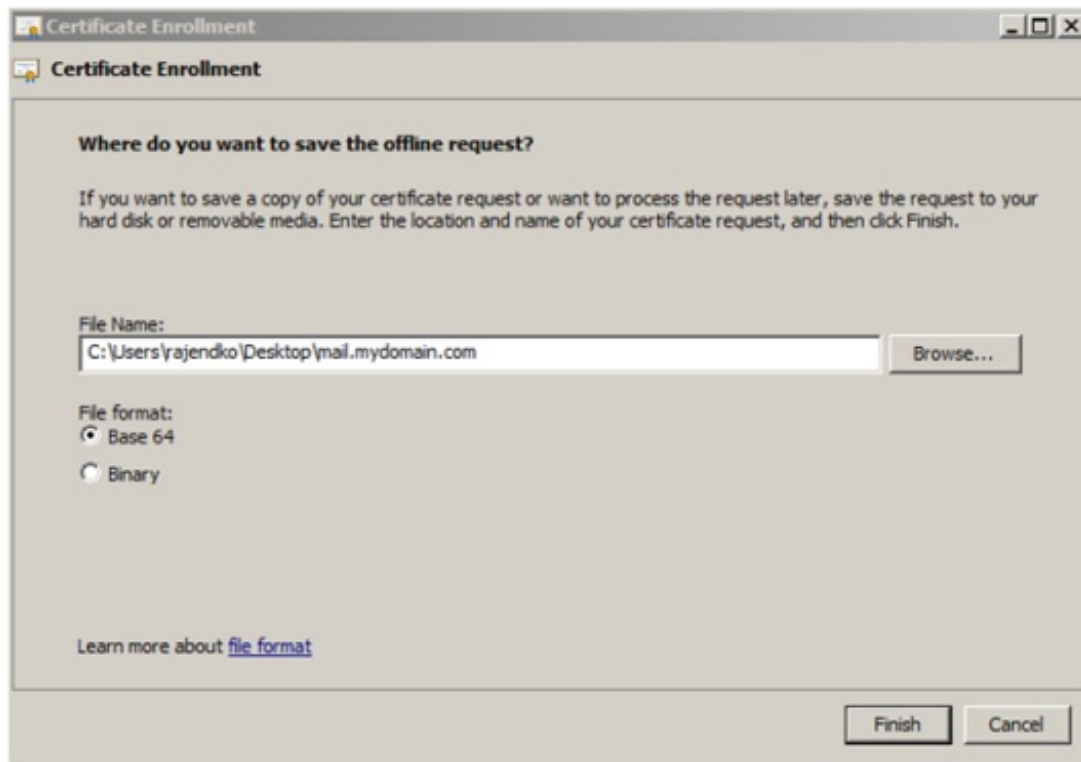 Certificate Enrollment
Certificate Enrollment
Where do you want to save the offline request?
If you want to save a copy of your certificate request or want to process the request later, save the request to your
hard disk or removable media. Enter the location and name of your certificate request, and then click Finish.
File Name:
C:\Users\rajendko\Desktop\mail.mydomain.com
Browse...
File format:
Base 64
Binary
Learn more about file format
Finish
Cancel